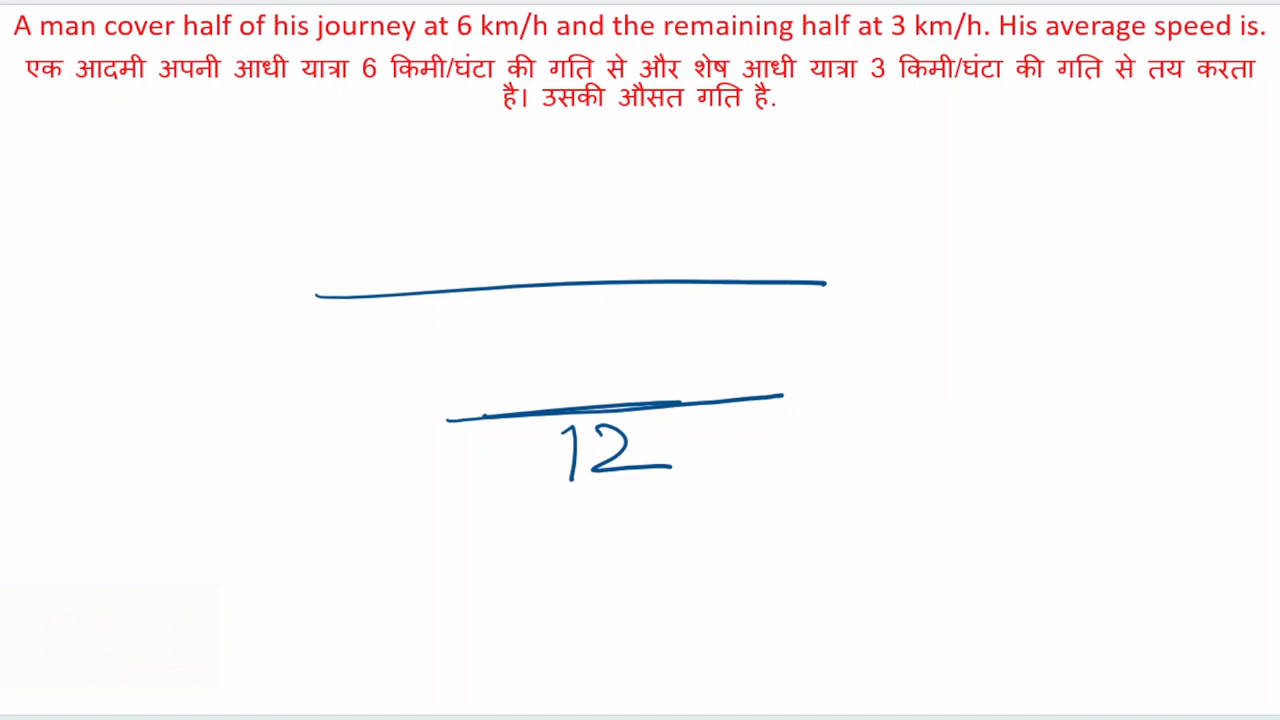 A man cover half of his journey at 6 km/h and the remaining half at 3 km/h. His average speed is.
एक आदमी अपनी आधी यात्रा 6 किमी/घंटा की गति से और शेष आधी यात्रा 3 किमी/घंटा की गति से तय करता
है। उसकी औसत गति है.
12